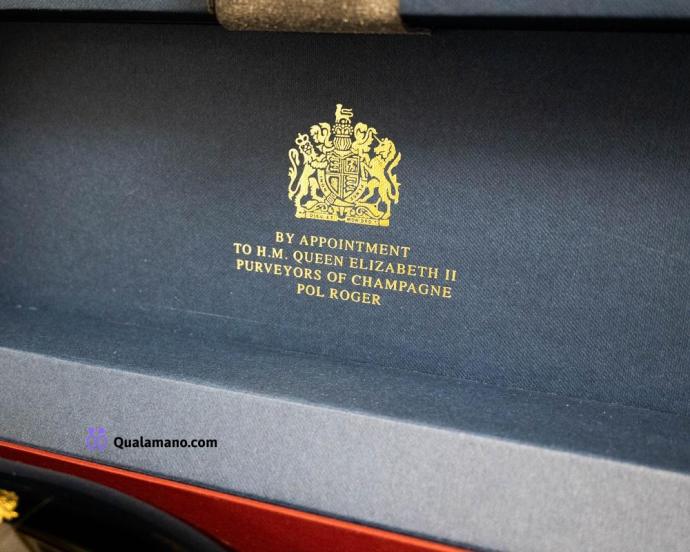 BY APPOINTMENT
TO H.M. QUEEN ELIZABETH II
PURVEYORS OF CHAMPAGNE
POL ROGER
Qualamano.com